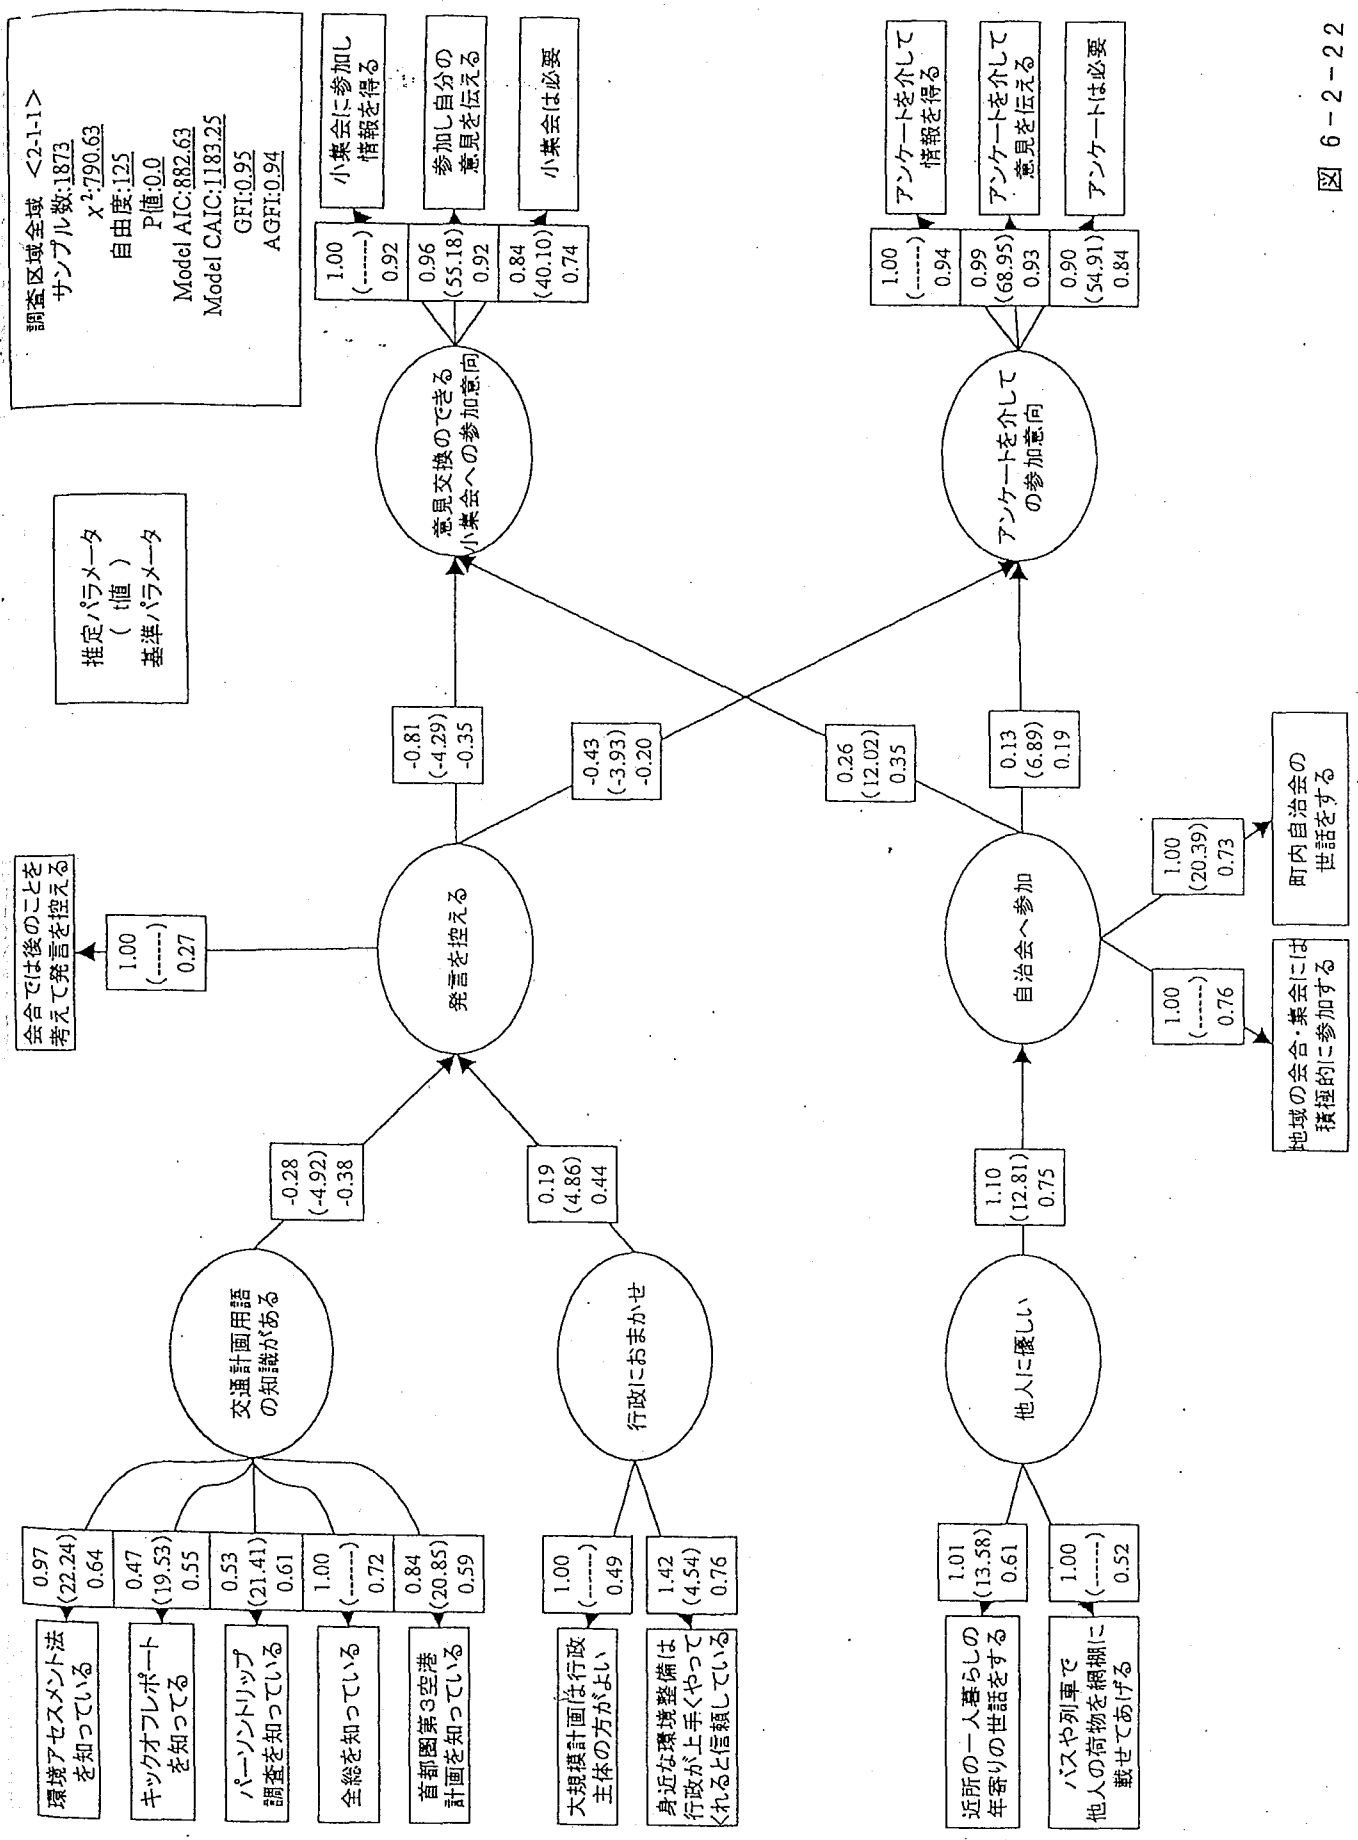 調査区域全域 <2-1-1>
サンプル数:1873
χ²:790.63
自由度:125
P値:0.0
Model AIC:882.63
Model CAIC:1183.25
GFI:0.95
AGFI:0.94
推定パラメータ
( t値 )
基準パラメータ
会合では後のことを
考えて発言を控える
1.00
(------)
0.27
環境アセスメント法
を知っている
0.97
(22.24)
0.64
キックオフレポート
を知ってる
0.47
(19.53)
0.55
パーソントリップ
調査を知っている
0.53
(21.41)
0.61
全総を知っている
1.00
(------)
0.72
首都圏第3空港
計画を知っている
0.84
(20.85)
0.59
交通計画用語
の知識がある
-0.28
(-4.92)
-0.38
大規模計画は行政
主体の方がよい
1.00
(------)
0.49
身近な環境整備は
行政が上手くやって
くれると信頼している
1.42
(4.54)
0.76
行政におまかせ
0.19
(4.86)
0.44
発言を控える
-0.81
(-4.29)
-0.35
-0.43
(-3.93)
-0.20
意見交換のできる
小集会への参加意向
1.00
(------)
0.92
小集会に参加し
情報を得る
0.96
(55.18)
0.92
参加し自分の
意見を伝える
0.84
(40.10)
0.74
小集会は必要
近所の一人暮らしの
年寄りの世話をする
1.01
(13.58)
0.61
バスや列車で
他人の荷物を網棚に
載せてあげる
1.00
(------)
0.52
他人に優しい
1.10
(12.81)
0.75
自治会へ参加
0.26
(12.02)
0.35
0.13
(6.89)
0.19
1.00
(------)
0.76
地域の会合・集会には
積極的に参加する
1.00
(20.39)
0.73
町内自治会の
世話をする
アンケートを介して
の参加意向
1.00
(------)
0.94
アンケートを介して
情報を得る
0.99
(68.95)
0.93
アンケートを介して
意見を伝える
0.90
(54.91)
0.84
アンケートは必要
図 6-2-22